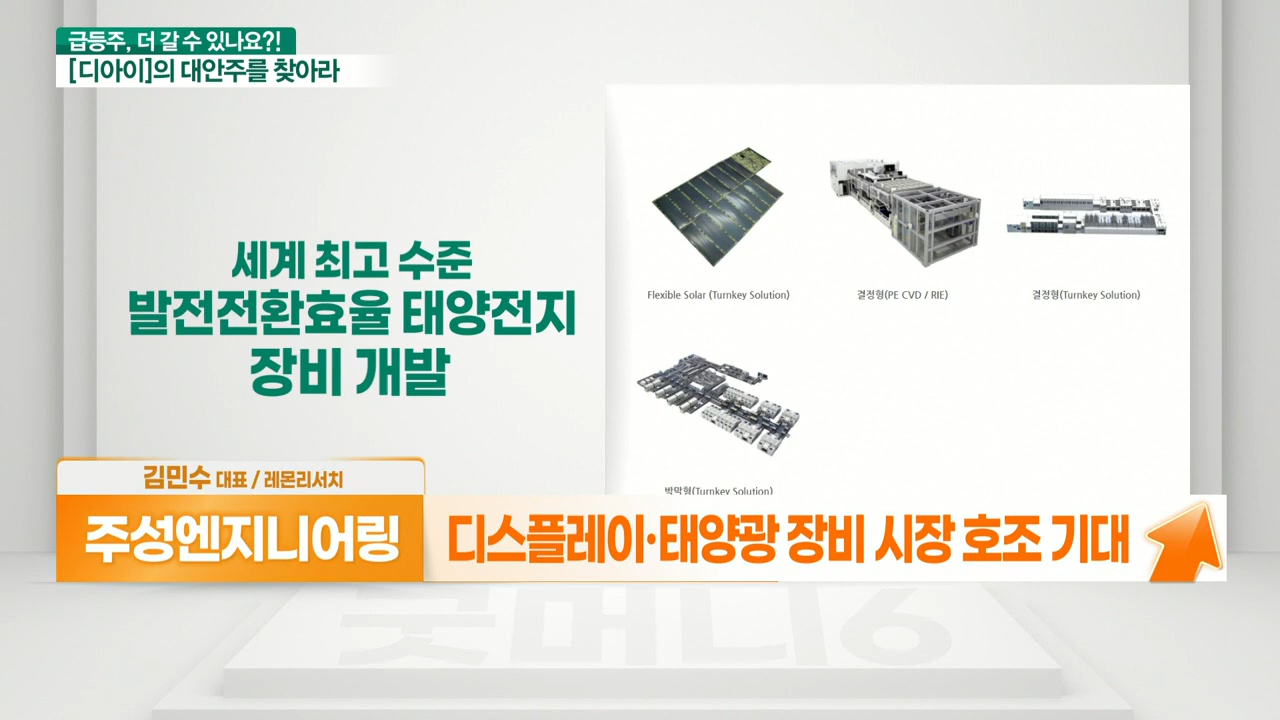 급등주, 더 갈 수 있나요?!
[디아이]의 대안주를 찾아라
세계 최고 수준
발전전환효율 태양전지
장비 개발
Flexible Solar (Turnkey Solution)
결정형(PE CVD / RIE)
결정형(Turnkey Solution)
박막형(Turnkey Solution)
김민수 대표 / 레몬리서치
주성엔지니어링
디스플레이·태양광 장비 시장 호조 기대
굿머니6